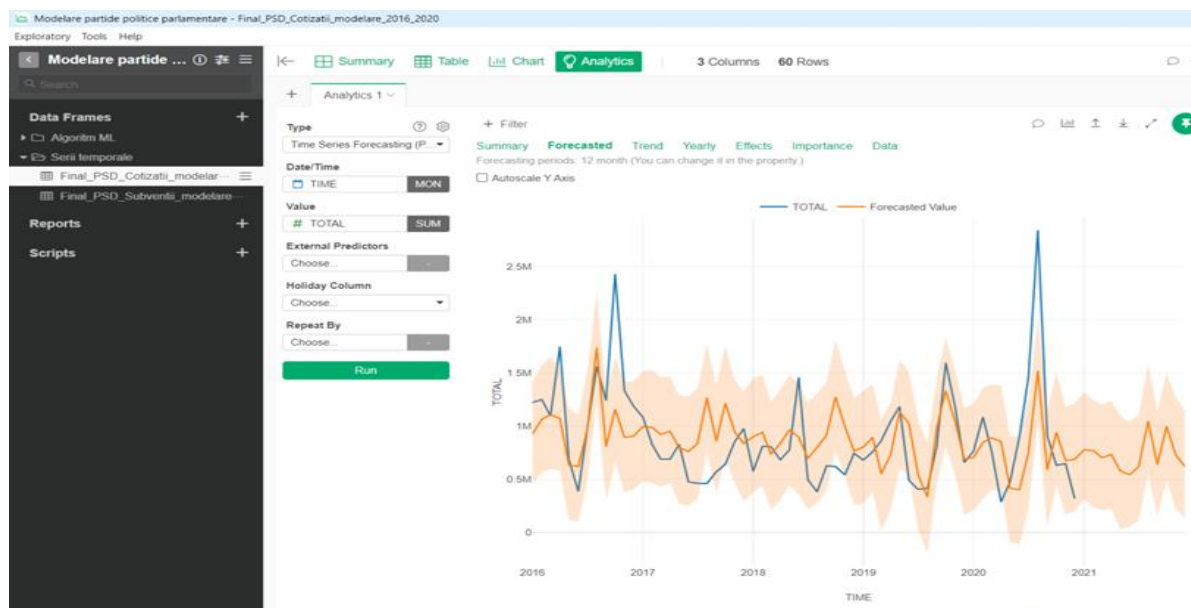 Modelare partide politice parlamentare - Final_PSD_Cotizatii_modelare_2016_2020
Exploratory Tools Help
Modelare partide ...
Search
Data Frames
Algoritm ML
Serii temporale
Final_PSD_Cotizatii_modelar...
Final_PSD_Subventii_modelare...
Reports
Scripts
Summary Table Chart Analytics 3 Columns 60 Rows
+ Analytics 1
Type
Time Series Forecasting (P...
Date/Time
TIME MON
Value
# TOTAL SUM
External Predictors
Choose... -
Holiday Column
Choose...
Repeat By
Choose... -
Run
+ Filter
Summary Forecasted Trend Yearly Effects Importance Data
Forecasting periods: 12 month (You can change it in the property.)
Autoscale Y Axis
TOTAL Forecasted Value
2.5M
2M
1.5M
1M
0.5M
0
TOTAL
2016 2017 2018 2019 2020 2021
TIME